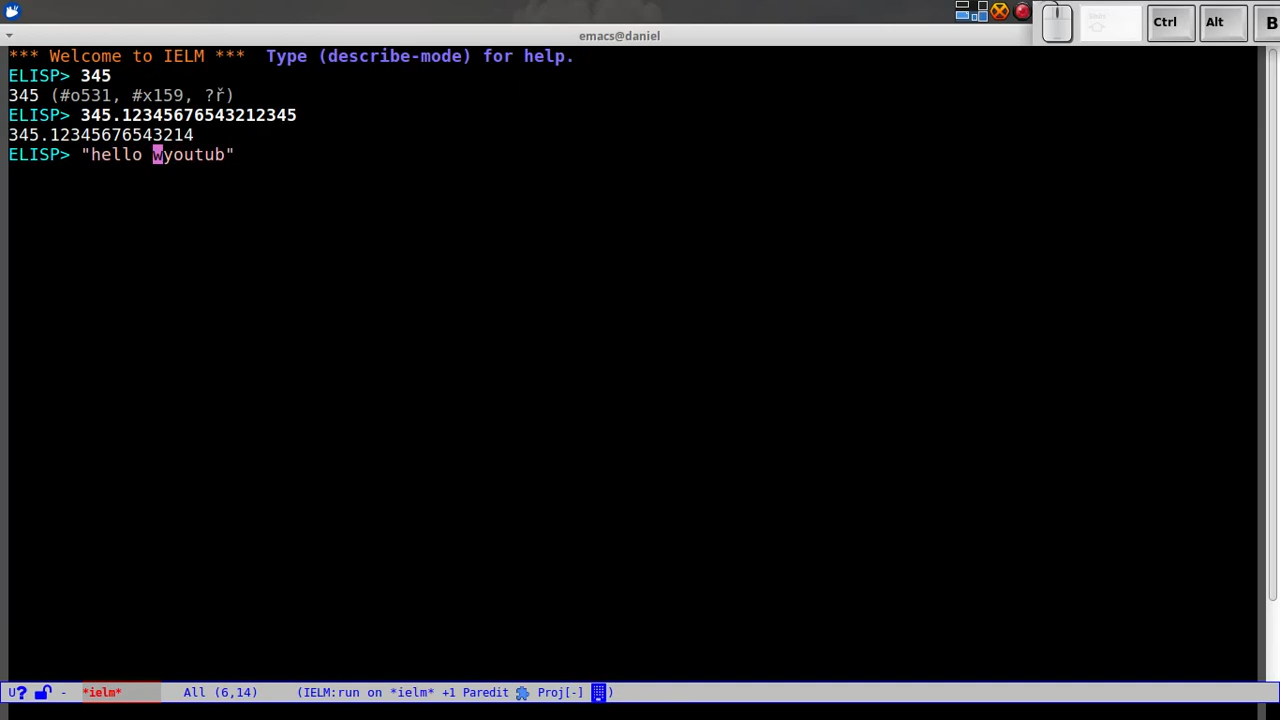 emacs@daniel
Ctrl
Alt
B
*** Welcome to IELM ***  Type (describe-mode) for help.
ELISP> 345
345 (#o531, #x159, ?ř)
ELISP> 345.12345676543212345
345.12345676543214
ELISP> "hello wyoutub"
U? - *ielm* All (6,14) (IELM:run on *ielm* +1 Paredit Proj[-] )